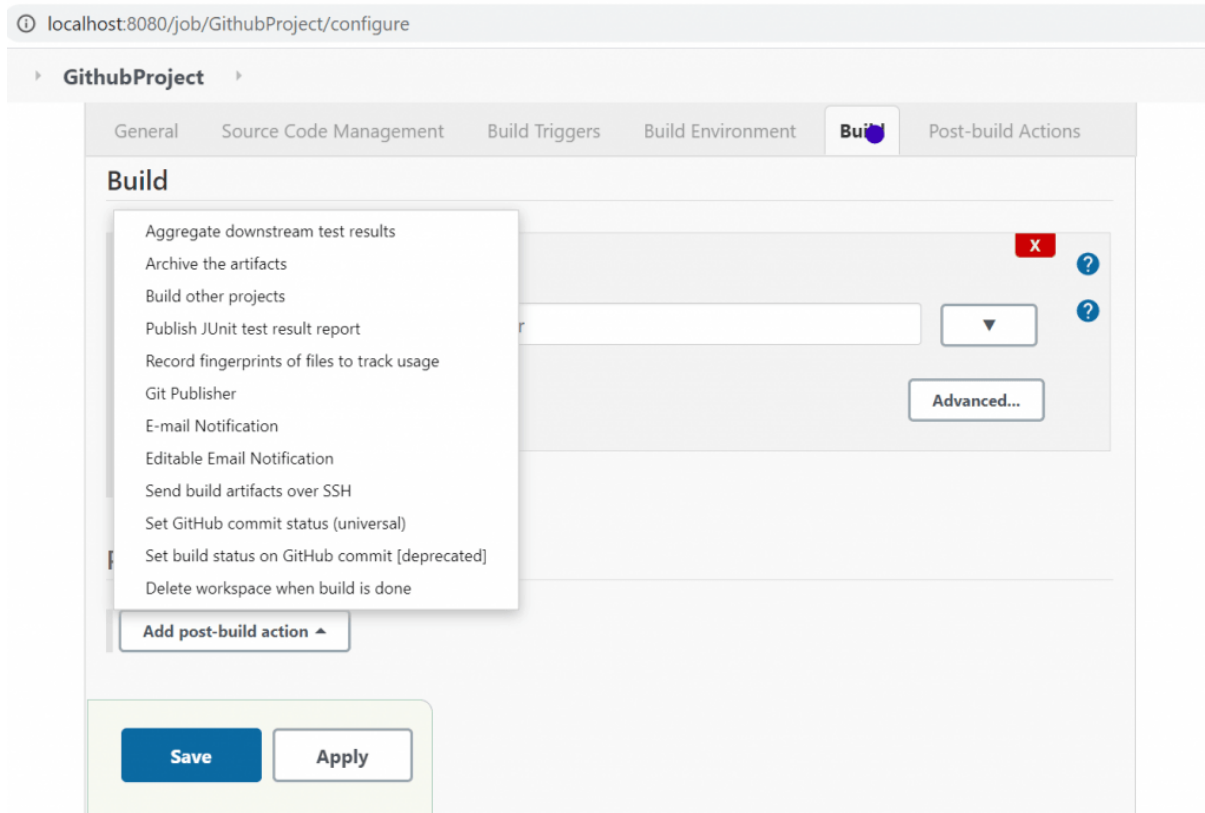 localhost:8080/job/GithubProject/configure
GithubProject
General Source Code Management Build Triggers Build Environment Build Post-build Actions
Build
Aggregate downstream test results
X
Archive the artifacts
Build other projects
Publish JUnit test result report
Record fingerprints of files to track usage
Git Publisher
Advanced...
E-mail Notification
Editable Email Notification
Send build artifacts over SSH
Set GitHub commit status (universal)
Set build status on GitHub commit [deprecated]
Delete workspace when build is done
Add post-build action
Save Apply